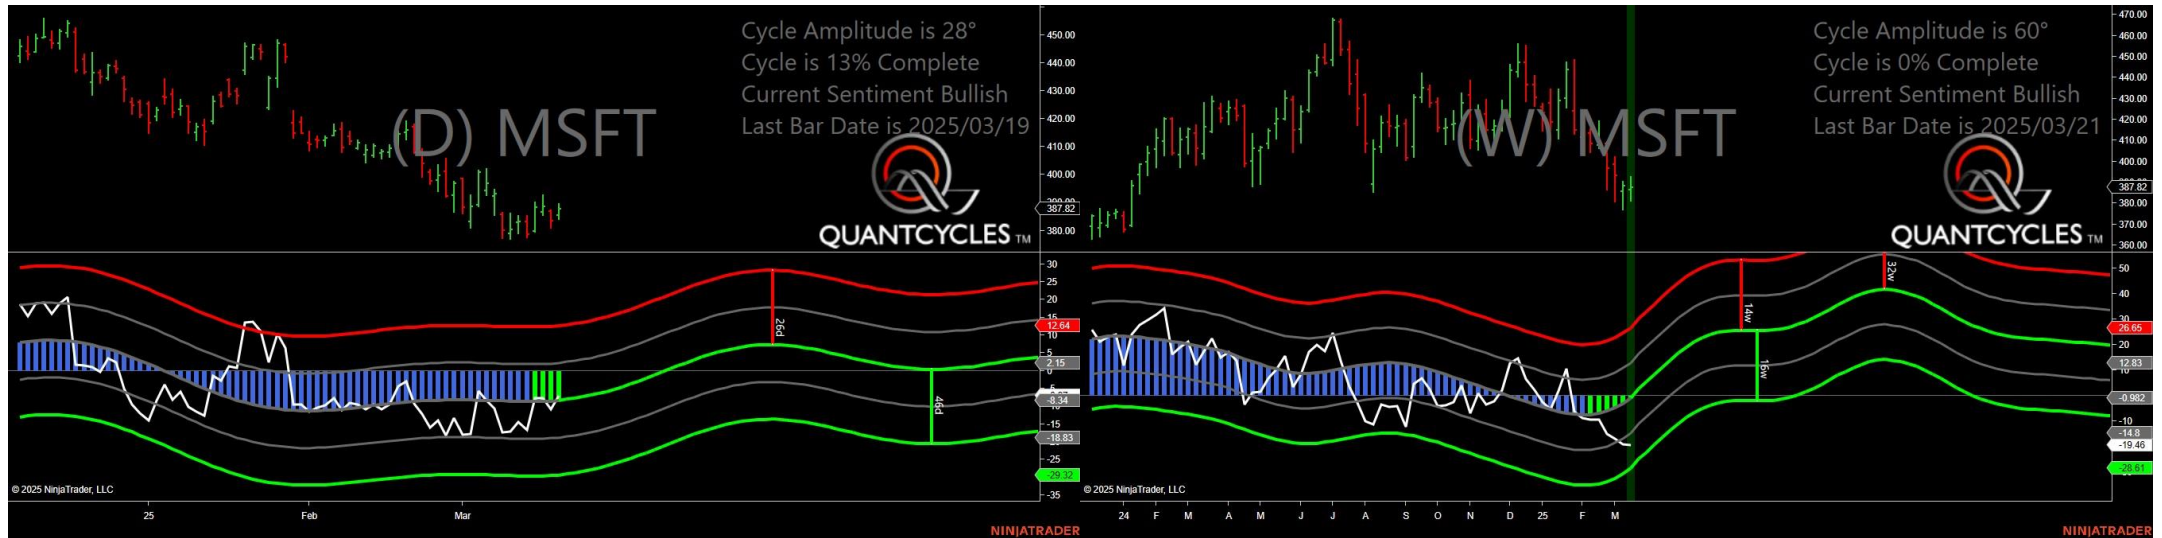 Cycle Amplitude is 28°
Cycle is 13% Complete
Current Sentiment Bullish
Last Bar Date is 2025/03/19
(D) MSFT
QUANTCYCLES TM
450.00
440.00
430.00
420.00
410.00
400.00
387.82
380.00
30
25
20
15
12.64
10
5
2.15
-8.34
-15
-18.83
-25
-29.32
-35
26d
46d
© 2025 NinjaTrader, LLC
25 Feb Mar
NINJATRADER
Cycle Amplitude is 60°
Cycle is 0% Complete
Current Sentiment Bullish
Last Bar Date is 2025/03/21
(W) MSFT
QUANTCYCLES TM
470.00
460.00
450.00
440.00
430.00
420.00
410.00
400.00
387.82
380.00
370.00
360.00
50
40
30
26.65
20
12.83
-0.982
-10
-14.8
-19.46
-28.61
14w
16w
32w
© 2025 NinjaTrader, LLC
24 F M A M J J A S O N D 25 F M
NINJATRADER